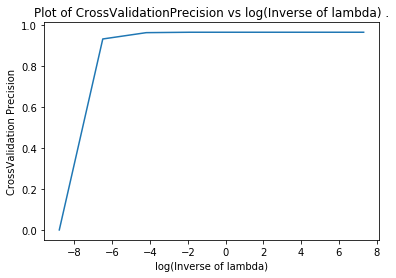 Plot of CrossValidationPrecision vs log(Inverse of lambda) .
1.0
0.8
0.6
0.4
0.2
0.0
CrossValidation Precision
−8 −6 −4 −2 0 2 4 6 8
log(Inverse of lambda)